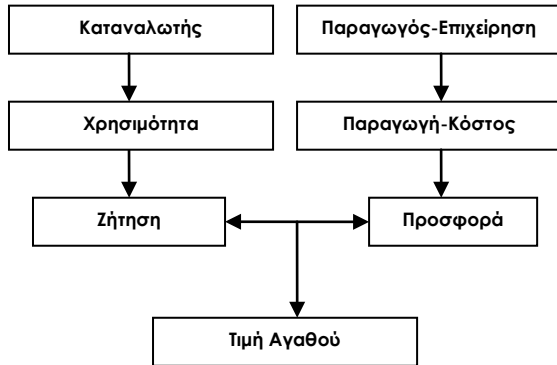 Καταναλωτής
Παραγωγός-Επιχείρηση
Χρησιμότητα
Παραγωγή-Κόστος
Ζήτηση
Προσφορά
Τιμή Αγαθού